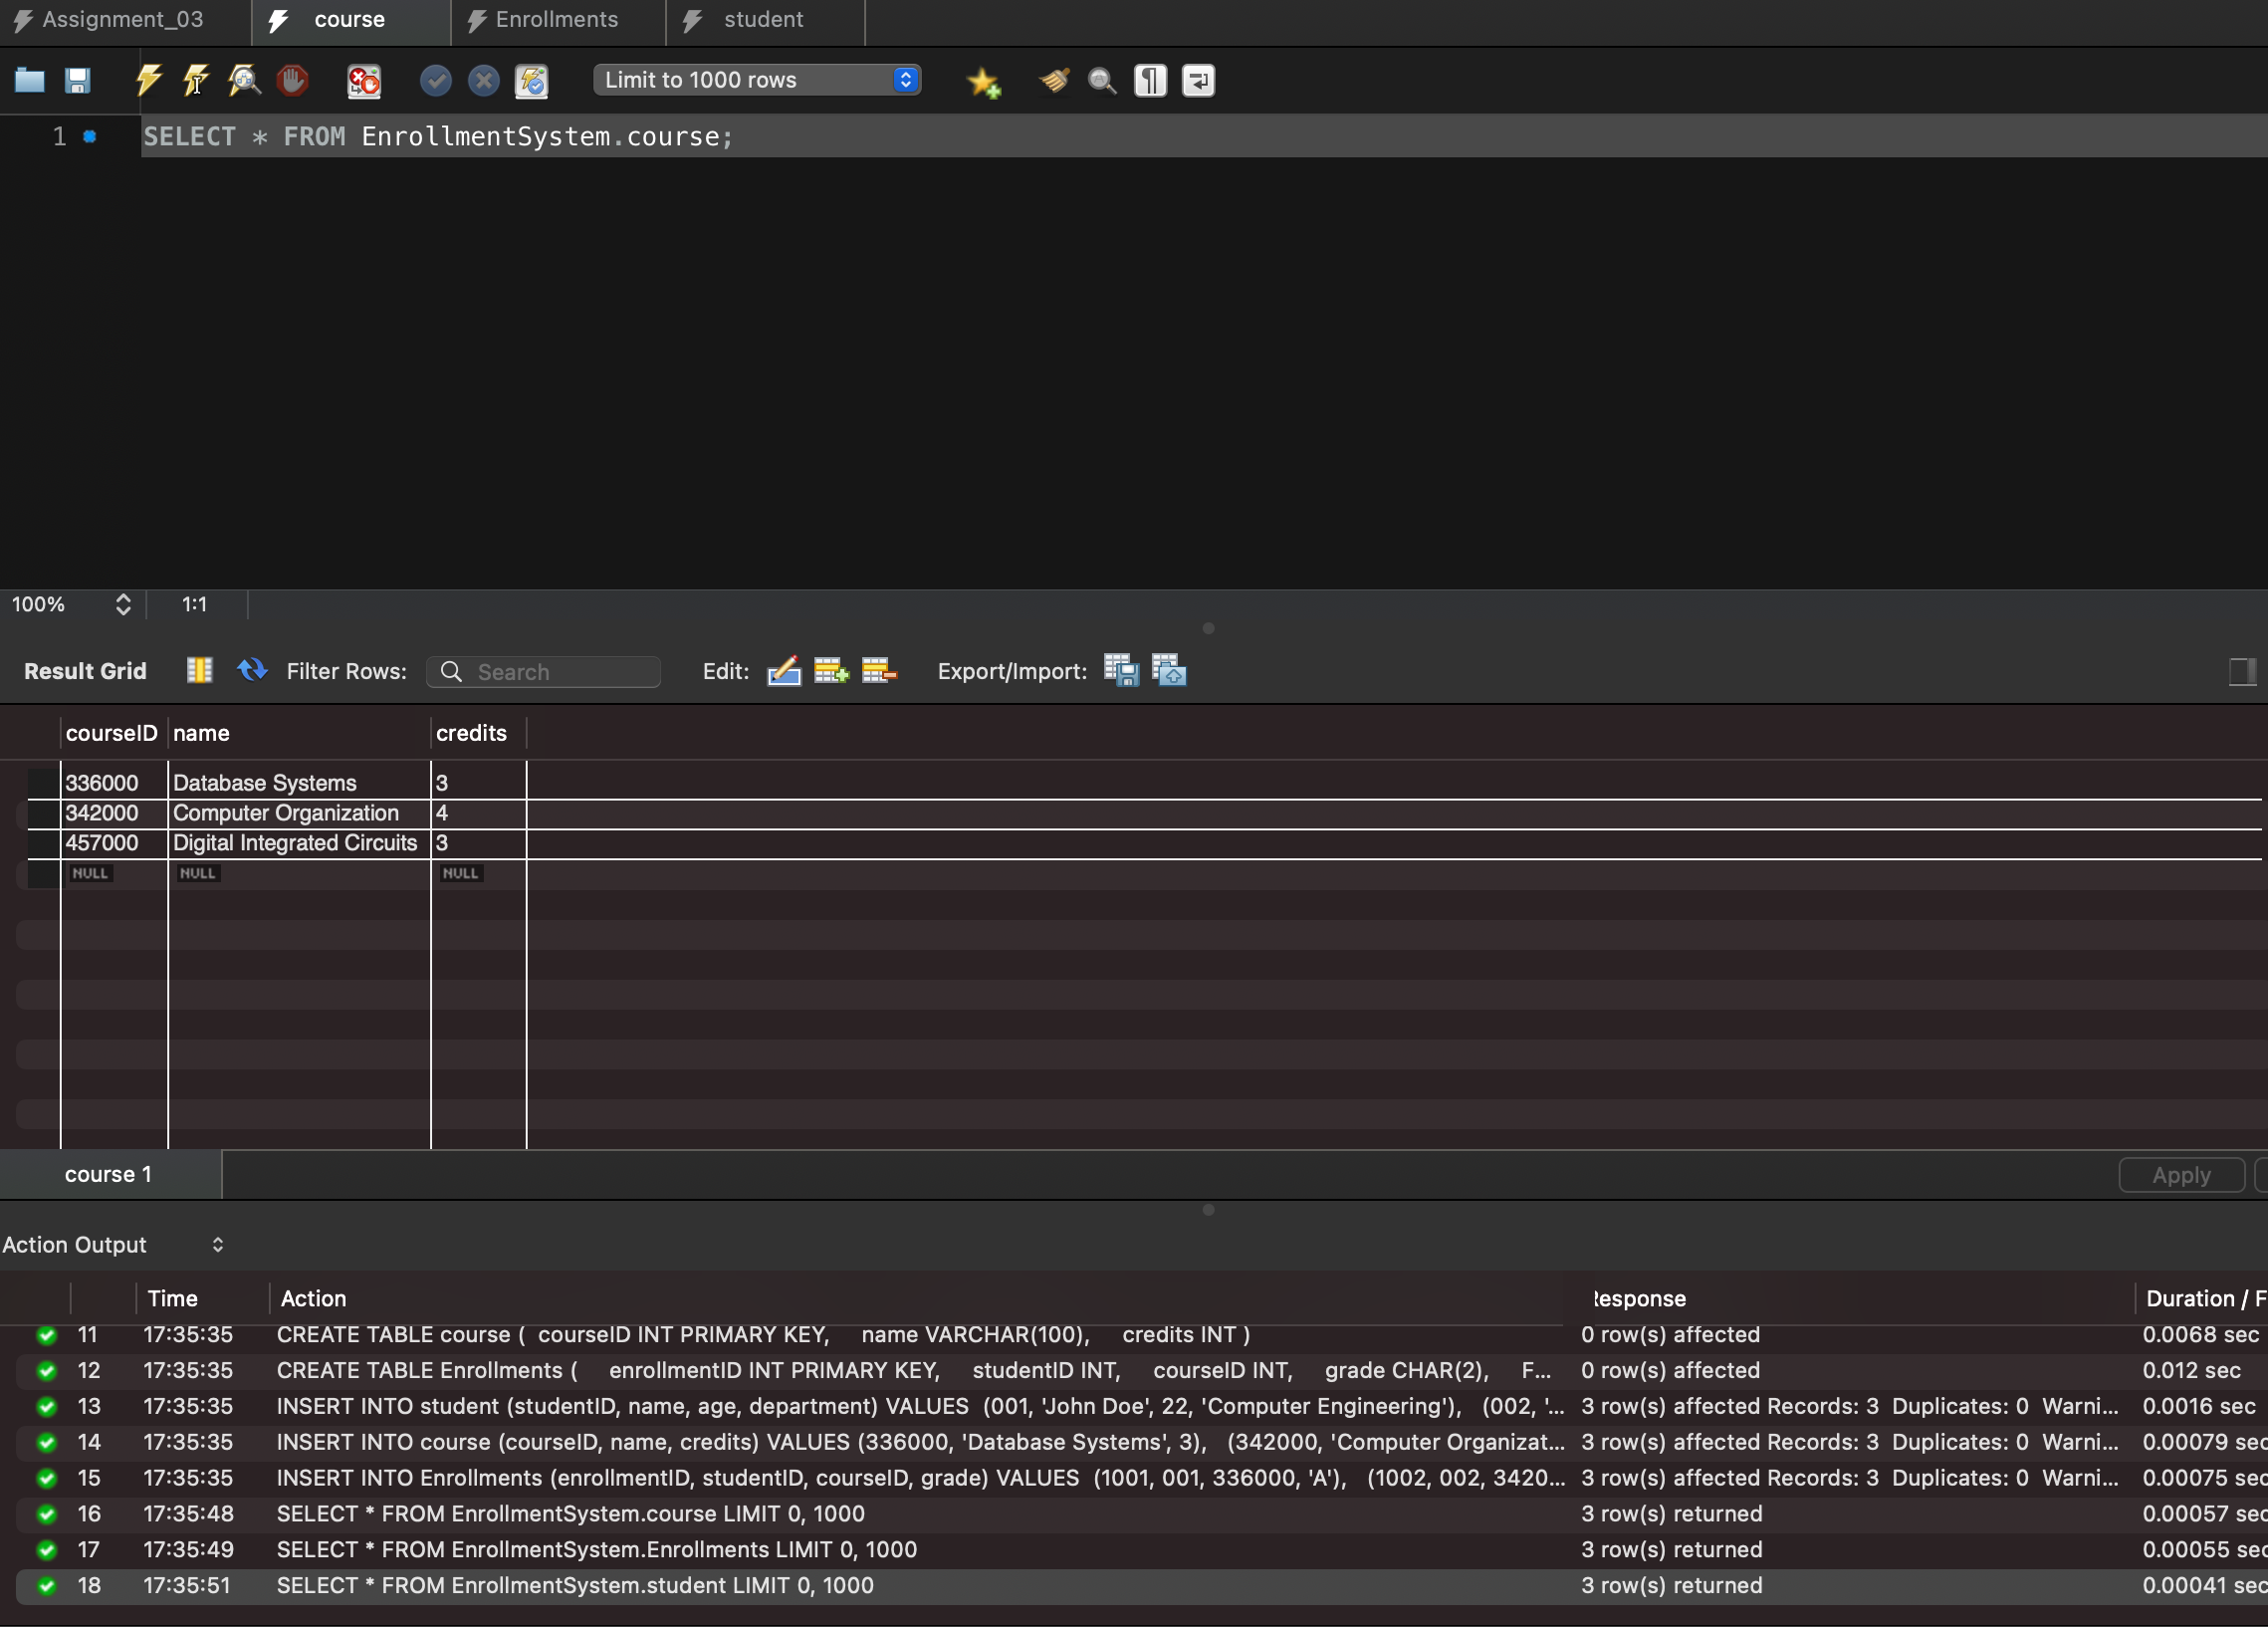 Assignment_03 course Enrollments student
Limit to 1000 rows
1 SELECT * FROM EnrollmentSystem.course;
100% 1:1
Result Grid Filter Rows: Search Edit: Export/Import:
courseID name credits
336000 Database Systems 3
342000 Computer Organization 4
457000 Digital Integrated Circuits 3
NULL NULL NULL
course 1 Apply
Action Output
Time Action Response Duration / F
11 17:35:35 CREATE TABLE course ( courseID INT PRIMARY KEY, name VARCHAR(100), credits INT ) 0 row(s) affected 0.0068 sec
12 17:35:35 CREATE TABLE Enrollments ( enrollmentID INT PRIMARY KEY, studentID INT, courseID INT, grade CHAR(2), F... 0 row(s) affected 0.012 sec
13 17:35:35 INSERT INTO student (studentID, name, age, department) VALUES (001, 'John Doe', 22, 'Computer Engineering'), (002, '... 3 row(s) affected Records: 3 Duplicates: 0 Warni... 0.0016 sec
14 17:35:35 INSERT INTO course (courseID, name, credits) VALUES (336000, 'Database Systems', 3), (342000, 'Computer Organizat... 3 row(s) affected Records: 3 Duplicates: 0 Warni... 0.00079 sec
15 17:35:35 INSERT INTO Enrollments (enrollmentID, studentID, courseID, grade) VALUES (1001, 001, 336000, 'A'), (1002, 002, 3420... 3 row(s) affected Records: 3 Duplicates: 0 Warni... 0.00075 sec
16 17:35:48 SELECT * FROM EnrollmentSystem.course LIMIT 0, 1000 3 row(s) returned 0.00057 sec
17 17:35:49 SELECT * FROM EnrollmentSystem.Enrollments LIMIT 0, 1000 3 row(s) returned 0.00055 sec
18 17:35:51 SELECT * FROM EnrollmentSystem.student LIMIT 0, 1000 3 row(s) returned 0.00041 sec